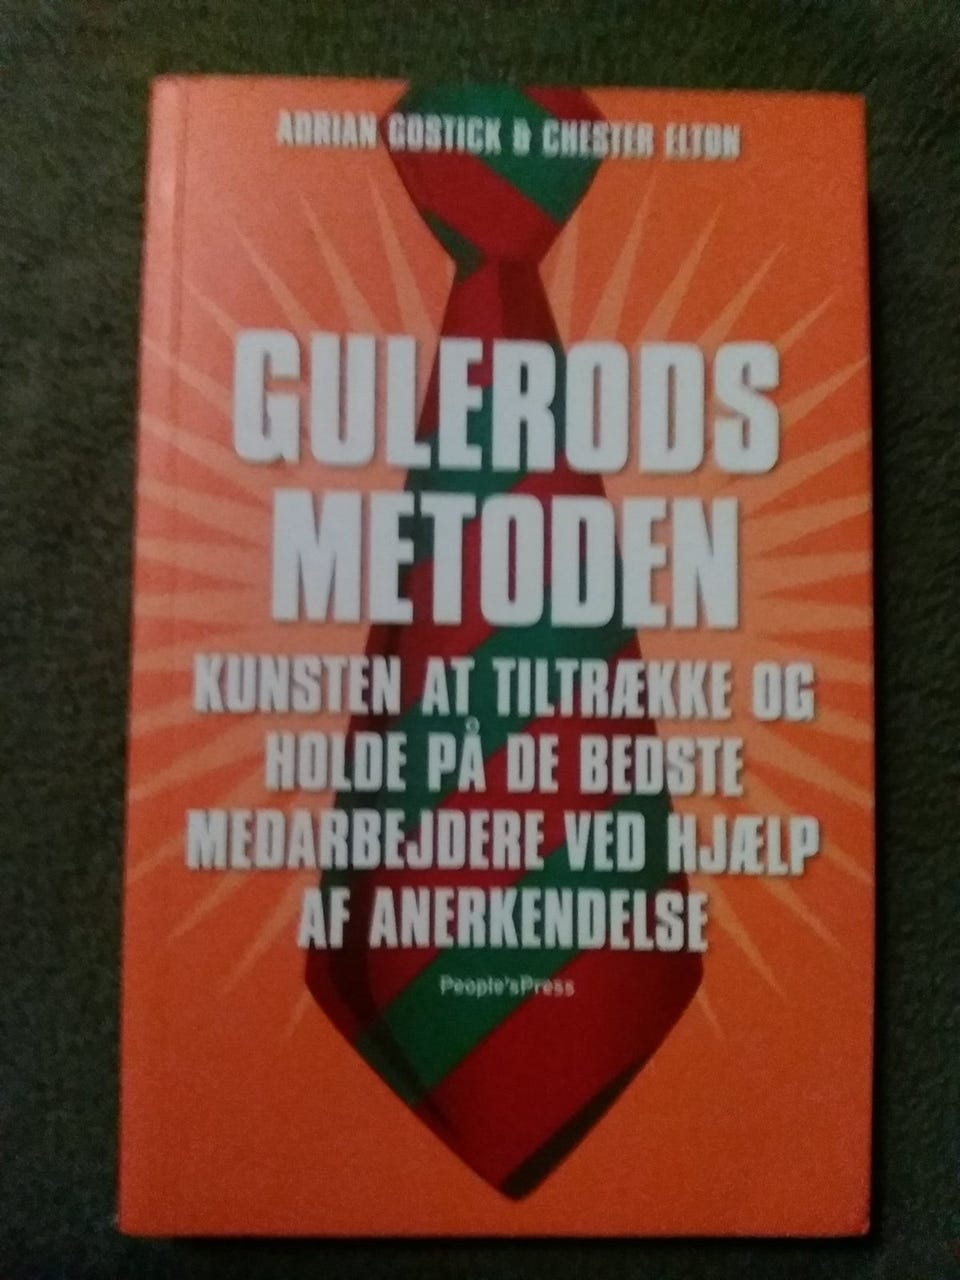 ADRIAN GOSTICK & CHESTER ELTON
GULERODS
METODEN
KUNSTEN AT TILTRÆKKE OG
HOLDE PÅ DE BEDSTE
MEDARBEJDERE VED HJÆLP
AF ANERKENDELSE
People'sPress